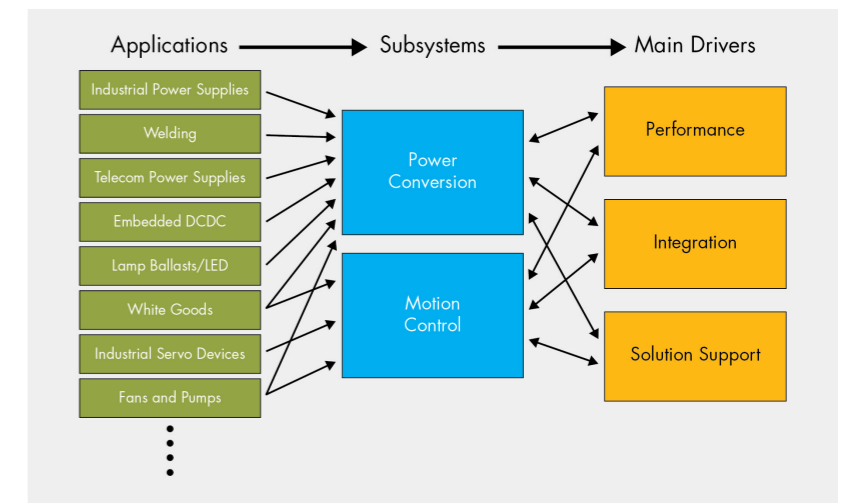 Applications
Subsystems
Main Drivers
Industrial Power Supplies
Welding
Telecom Power Supplies
Embedded DCDC
Lamp Ballasts/LED
White Goods
Industrial Servo Devices
Fans and Pumps
Power
Conversion
Motion
Control
Performance
Integration
Solution Support